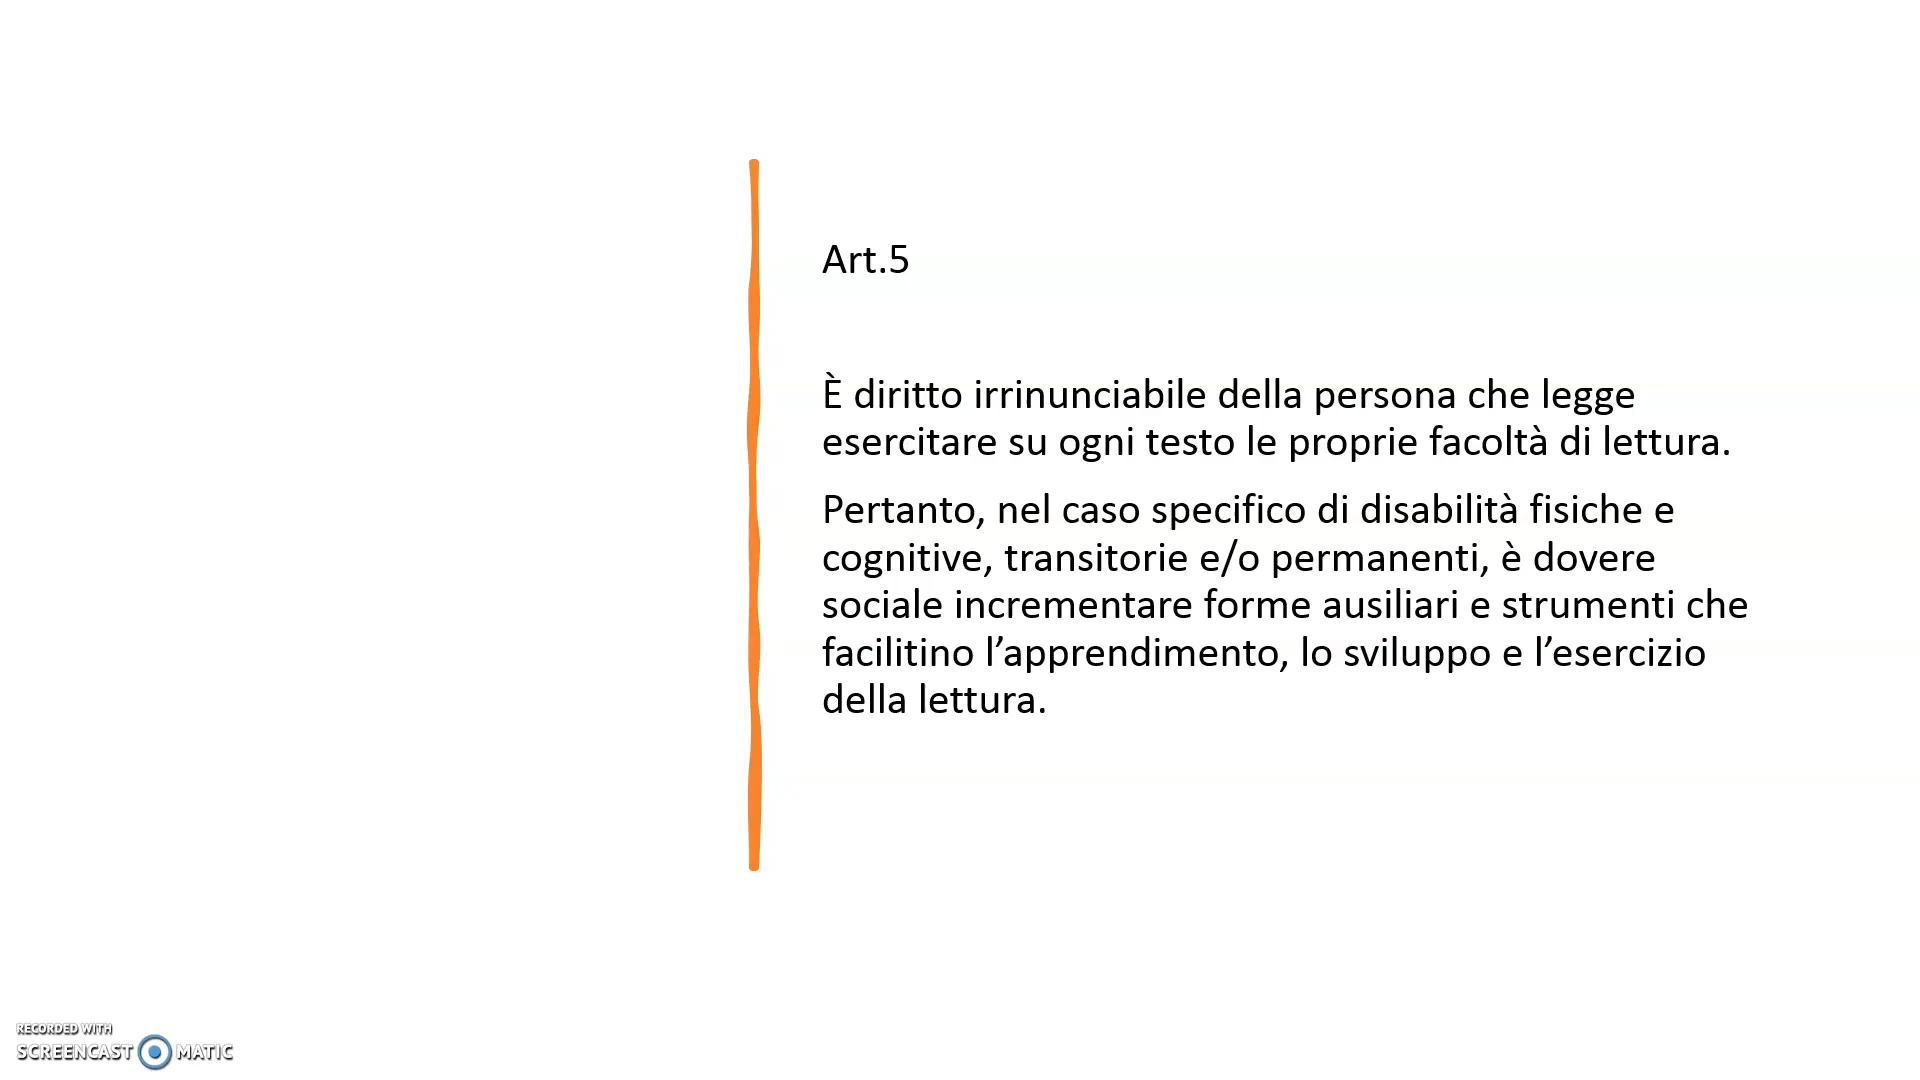 Art.5
È diritto irrinunciabile della persona che legge
esercitare su ogni testo le proprie facoltà di lettura.
Pertanto, nel caso specifico di disabilità fisiche e
cognitive, transitorie e/o permanenti, è dovere
sociale incrementare forme ausiliari e strumenti che
facilitino l’apprendimento, lo sviluppo e l’esercizio
della lettura.
RECORDED WITH
SCREENCAST MATIC